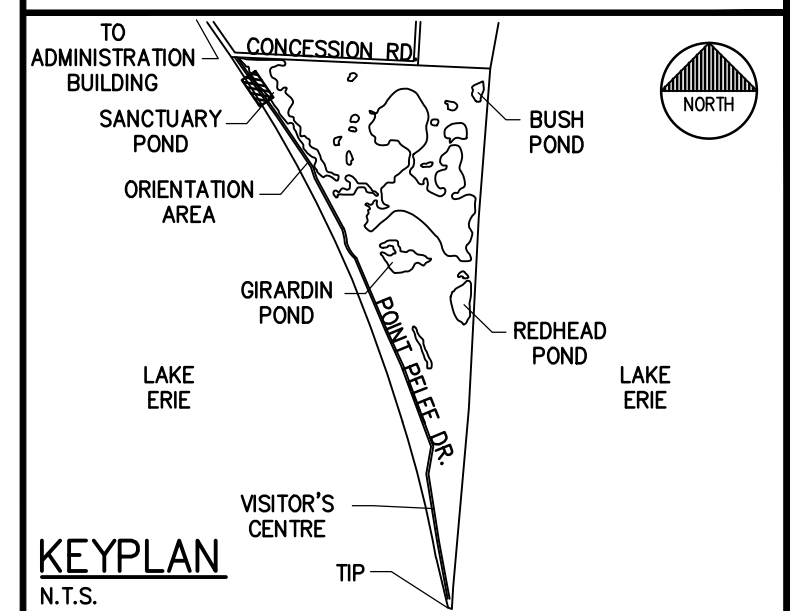 TO
ADMINISTRATION
BUILDING
CONCESSION RD.
NORTH
SANCTUARY
POND
BUSH
POND
ORIENTATION
AREA
GIRARDIN
POND
POINT PELEE DR.
REDHEAD
POND
LAKE
ERIE
LAKE
ERIE
VISITOR'S
CENTRE
TIP
KEYPLAN
N.T.S.